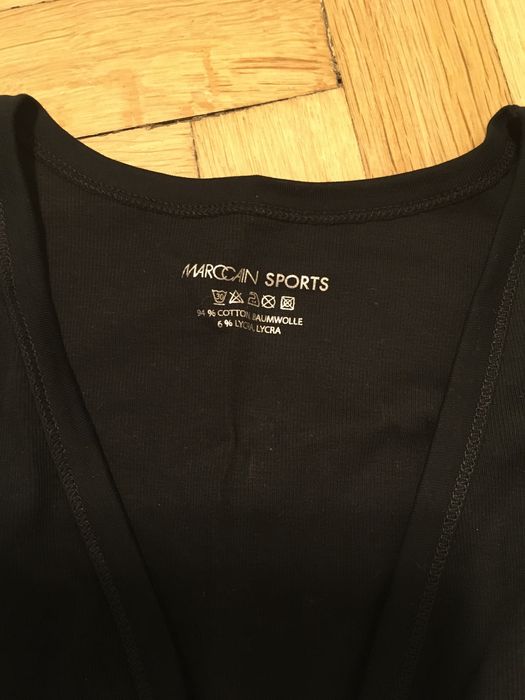 MARCCAIN SPORTS
30
94 % COTTON, BAUMWOLLE
6 % LYCRA, LYCRA